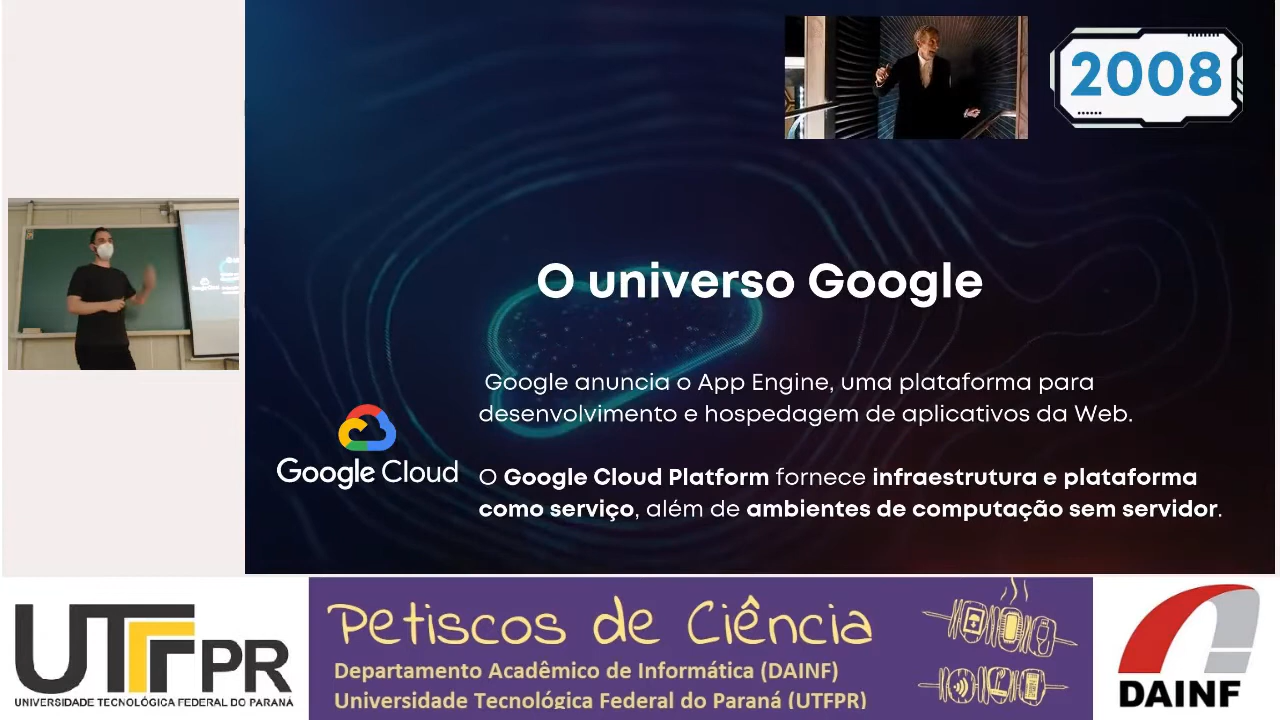 2008
O universo Google
Google anuncia o App Engine, uma plataforma para
desenvolvimento e hospedagem de aplicativos da Web.
Google Cloud
O Google Cloud Platform fornece infraestrutura e plataforma
como serviço, além de ambientes de computação sem servidor.
UTFPR
UNIVERSIDADE TECNOLÓGICA FEDERAL DO PARANÁ
Petiscos de Ciência
Departamento Acadêmico de Informática (DAINF)
Universidade Tecnológica Federal do Paraná (UTFPR)
DAINF